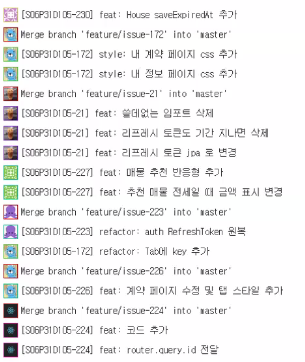 [S06P31D105-230] feat: House saveExpiredAt 추가
Merge branch 'feature/issue-172' into 'master'
[S06P31D105-172] style: 내 계약 페이지 css 추가
[S06P31D105-172] style: 내 정보 페이지 css 추가
Merge branch 'feature/issue-21' into 'master'
[S06P31D105-21] feat: 쓸데없는 임포트 삭제
[S06P31D105-21] feat: 리프레시 토큰도 기간 지나면 삭제
[S06P31D105-21] feat: 리프레시 토큰 jpa 로 변경
[S06P31D105-227] feat: 매물 추천 반응형 추가
[S06P31D105-227] feat: 추천 매물 전세일 때 금액 표시 변경
Merge branch 'feature/issue-223' into 'master'
[S06P31D105-223] refactor: auth RefreshToken 원복
[S06P31D105-172] refactor: Tab에 key 추가
Merge branch 'feature/issue-226' into 'master'
[S06P31D105-226] feat: 계약 페이지 수정 및 탭 스타일 추가
Merge branch 'feature/issue-224' into 'master'
[S06P31D105-224] feat: 코드 추가
[S06P31D105-224] feat: router.query.id 전달